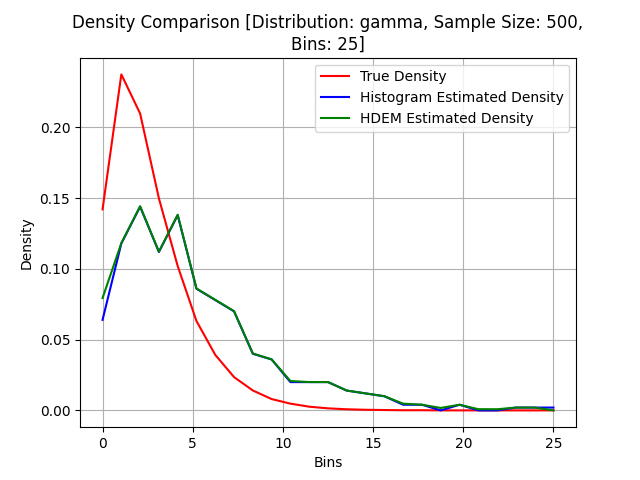 Density Comparison [Distribution: gamma, Sample Size: 500,
Bins: 25]
True Density
Histogram Estimated Density
HDEM Estimated Density
Density
0.20
0.15
0.10
0.05
0.00
0
5
10
15
20
25
Bins